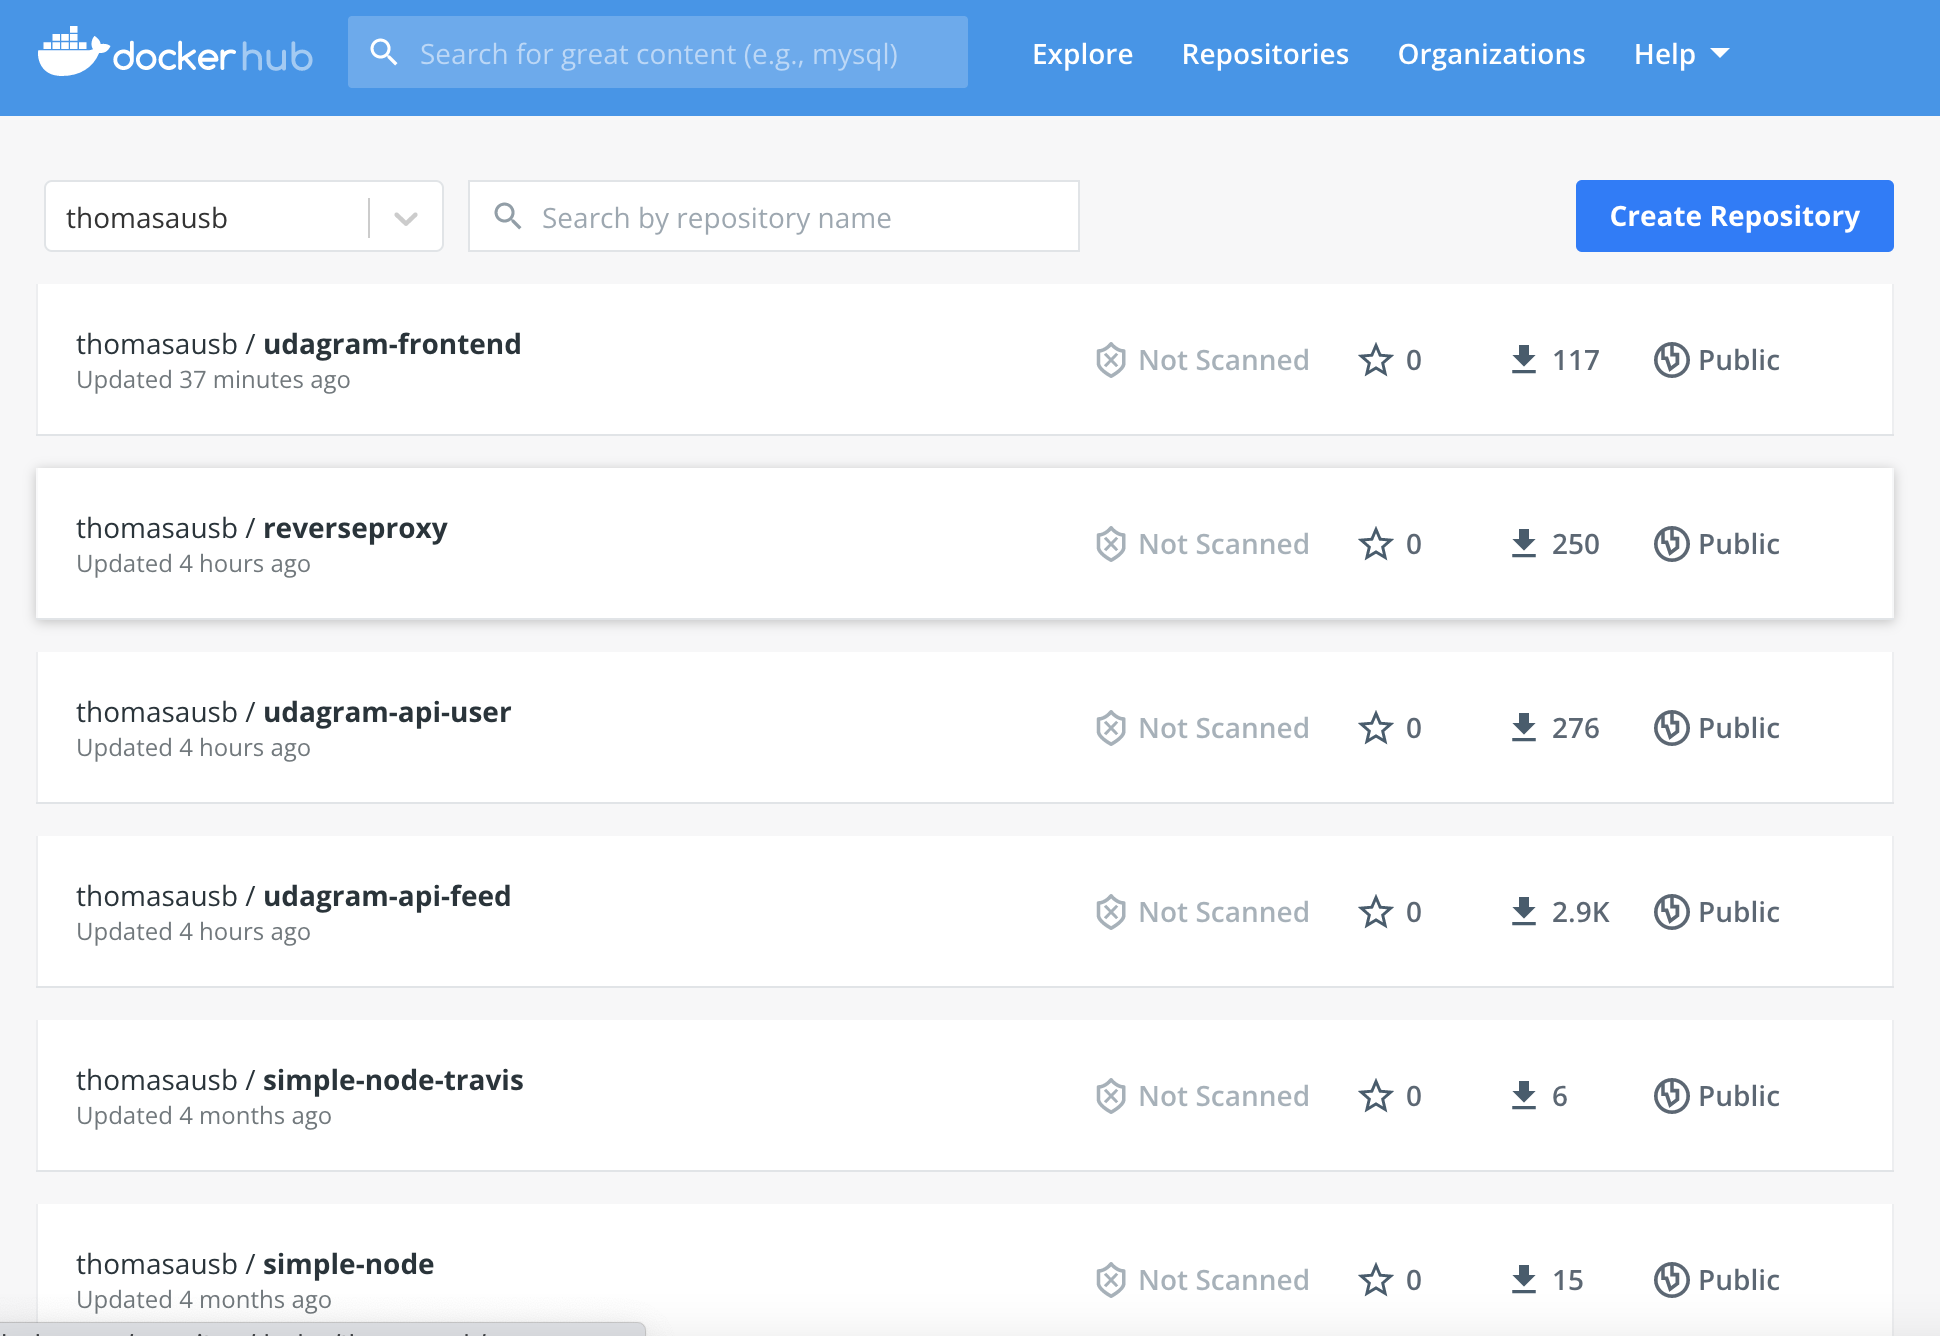 docker hub
Search for great content (e.g., mysql)
Explore Repositories Organizations Help
thomasausb
Search by repository name
Create Repository
thomasausb / udagram-frontend
Updated 37 minutes ago
Not Scanned 0 117 Public
thomasausb / reverseproxy
Updated 4 hours ago
Not Scanned 0 250 Public
thomasausb / udagram-api-user
Updated 4 hours ago
Not Scanned 0 276 Public
thomasausb / udagram-api-feed
Updated 4 hours ago
Not Scanned 0 2.9K Public
thomasausb / simple-node-travis
Updated 4 months ago
Not Scanned 0 6 Public
thomasausb / simple-node
Updated 4 months ago
Not Scanned 0 15 Public